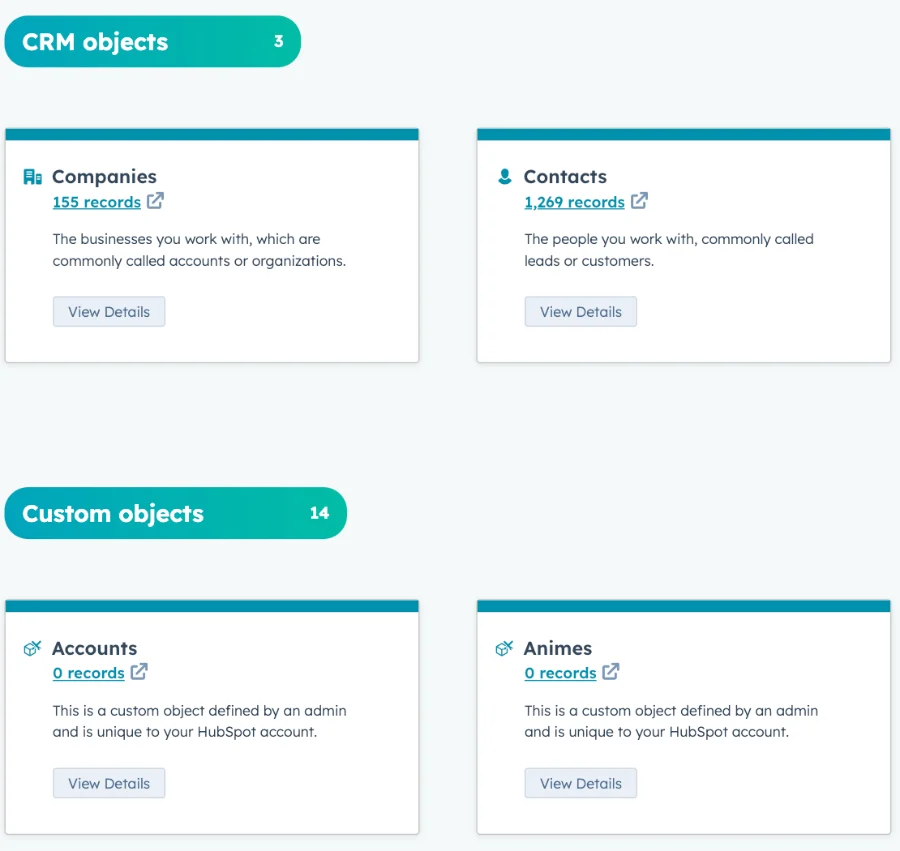 CRM objects 3
Companies
155 records
The businesses you work with, which are
commonly called accounts or organizations.
View Details
Contacts
1,269 records
The people you work with, commonly called
leads or customers.
View Details
Custom objects 14
Accounts
0 records
This is a custom object defined by an admin
and is unique to your HubSpot account.
View Details
Animes
0 records
This is a custom object defined by an admin
and is unique to your HubSpot account.
View Details